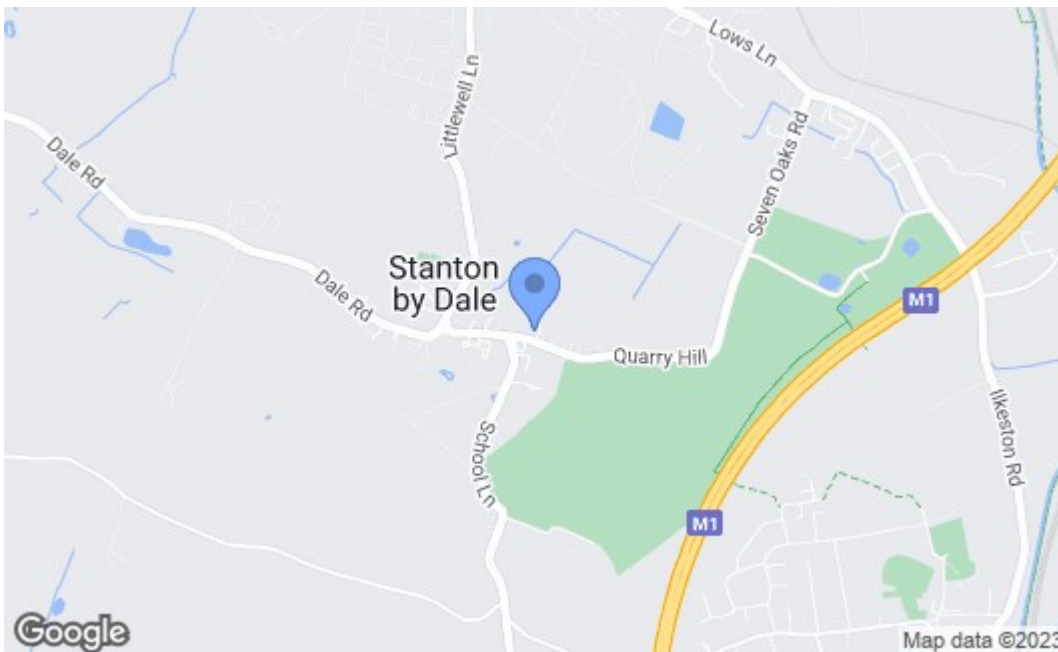 Lows Ln
Littlewell Ln
Dale Rd
Seven Oaks Rd
Stanton
by Dale
Dale Rd
M1
Quarry Hill
Ilkeston Rd
School Ln
M1
Google
Map data ©2023